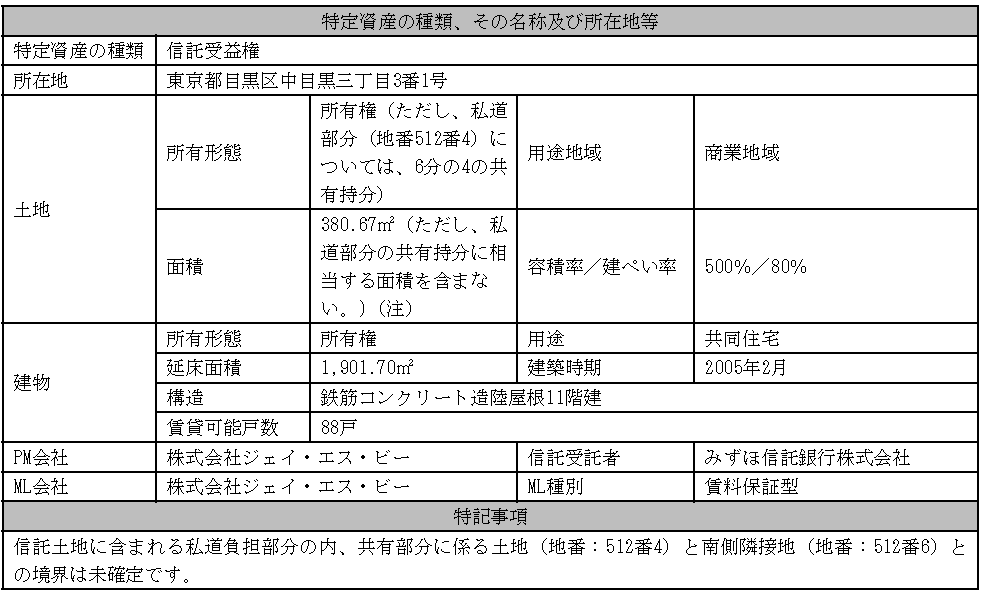 特定資産の種類、その名称及び所在地等
特定資産の種類 信託受益権
所在地 東京都目黒区中目黒三丁目3番1号
土地
所有形態
所有権（ただし、私道
部分（地番512番4）に
ついては、6分の4の共
有持分）
用途地域
商業地域
面積
380.67㎡（ただし、私
道部分の共有持分に相
当する面積を含まな
い。）（注）
容積率／建ぺい率
500％／80％
建物
所有形態 所有権 用途 共同住宅
延床面積 1,901.70㎡ 建築時期 2005年2月
構造 鉄筋コンクリート造陸屋根11階建
賃貸可能戸数 88戸
PM会社 株式会社ジェイ・エス・ビー 信託受託者 みずほ信託銀行株式会社
ML会社 株式会社ジェイ・エス・ビー ML種別 賃料保証型
特記事項
信託土地に含まれる私道負担部分の内、共有部分に係る土地（地番：512番4）と南側隣接地（地番：512番6）と
の境界は未確定です。